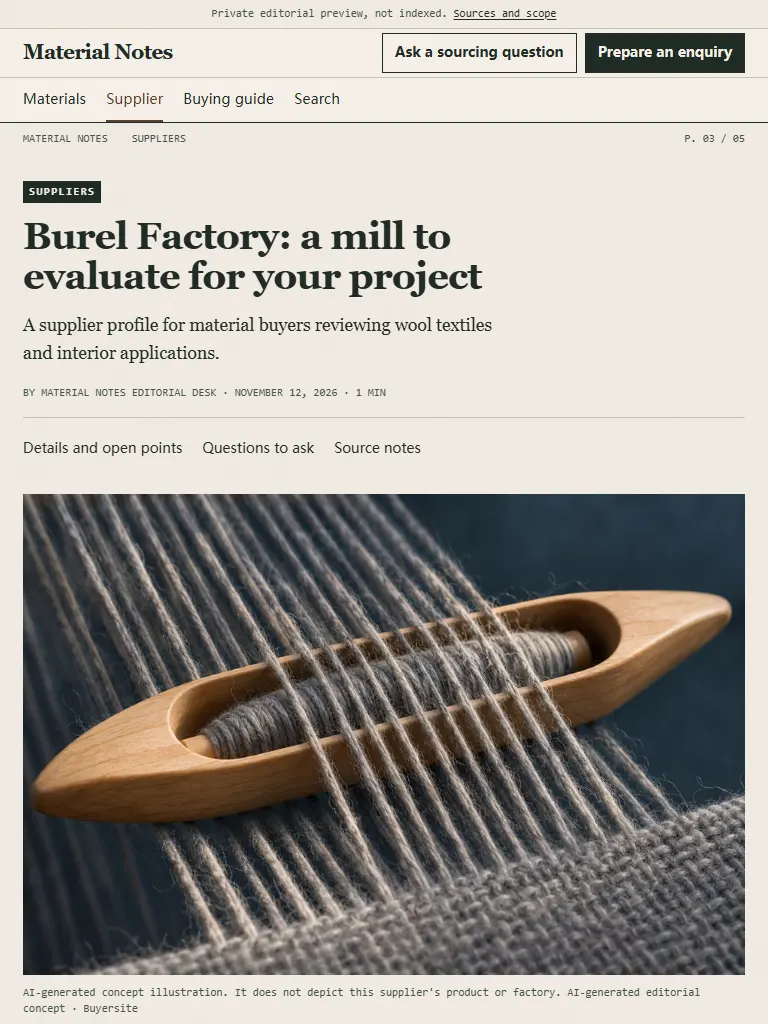 Private editorial preview, not indexed. Sources and scope
Material Notes
Ask a sourcing question
Prepare an enquiry
Materials
Supplier
Buying guide
Search
MATERIAL NOTES
SUPPLIERS
P. 03 / 05
SUPPLIERS
Burel Factory: a mill to
evaluate for your project
A supplier profile for material buyers reviewing wool textiles
and interior applications.
BY MATERIAL NOTES EDITORIAL DESK · NOVEMBER 12, 2026 · 1 MIN
Details and open points
Questions to ask
Source notes
AI-generated concept illustration. It does not depict this supplier's product or factory. AI-generated editorial
concept · Buyersite